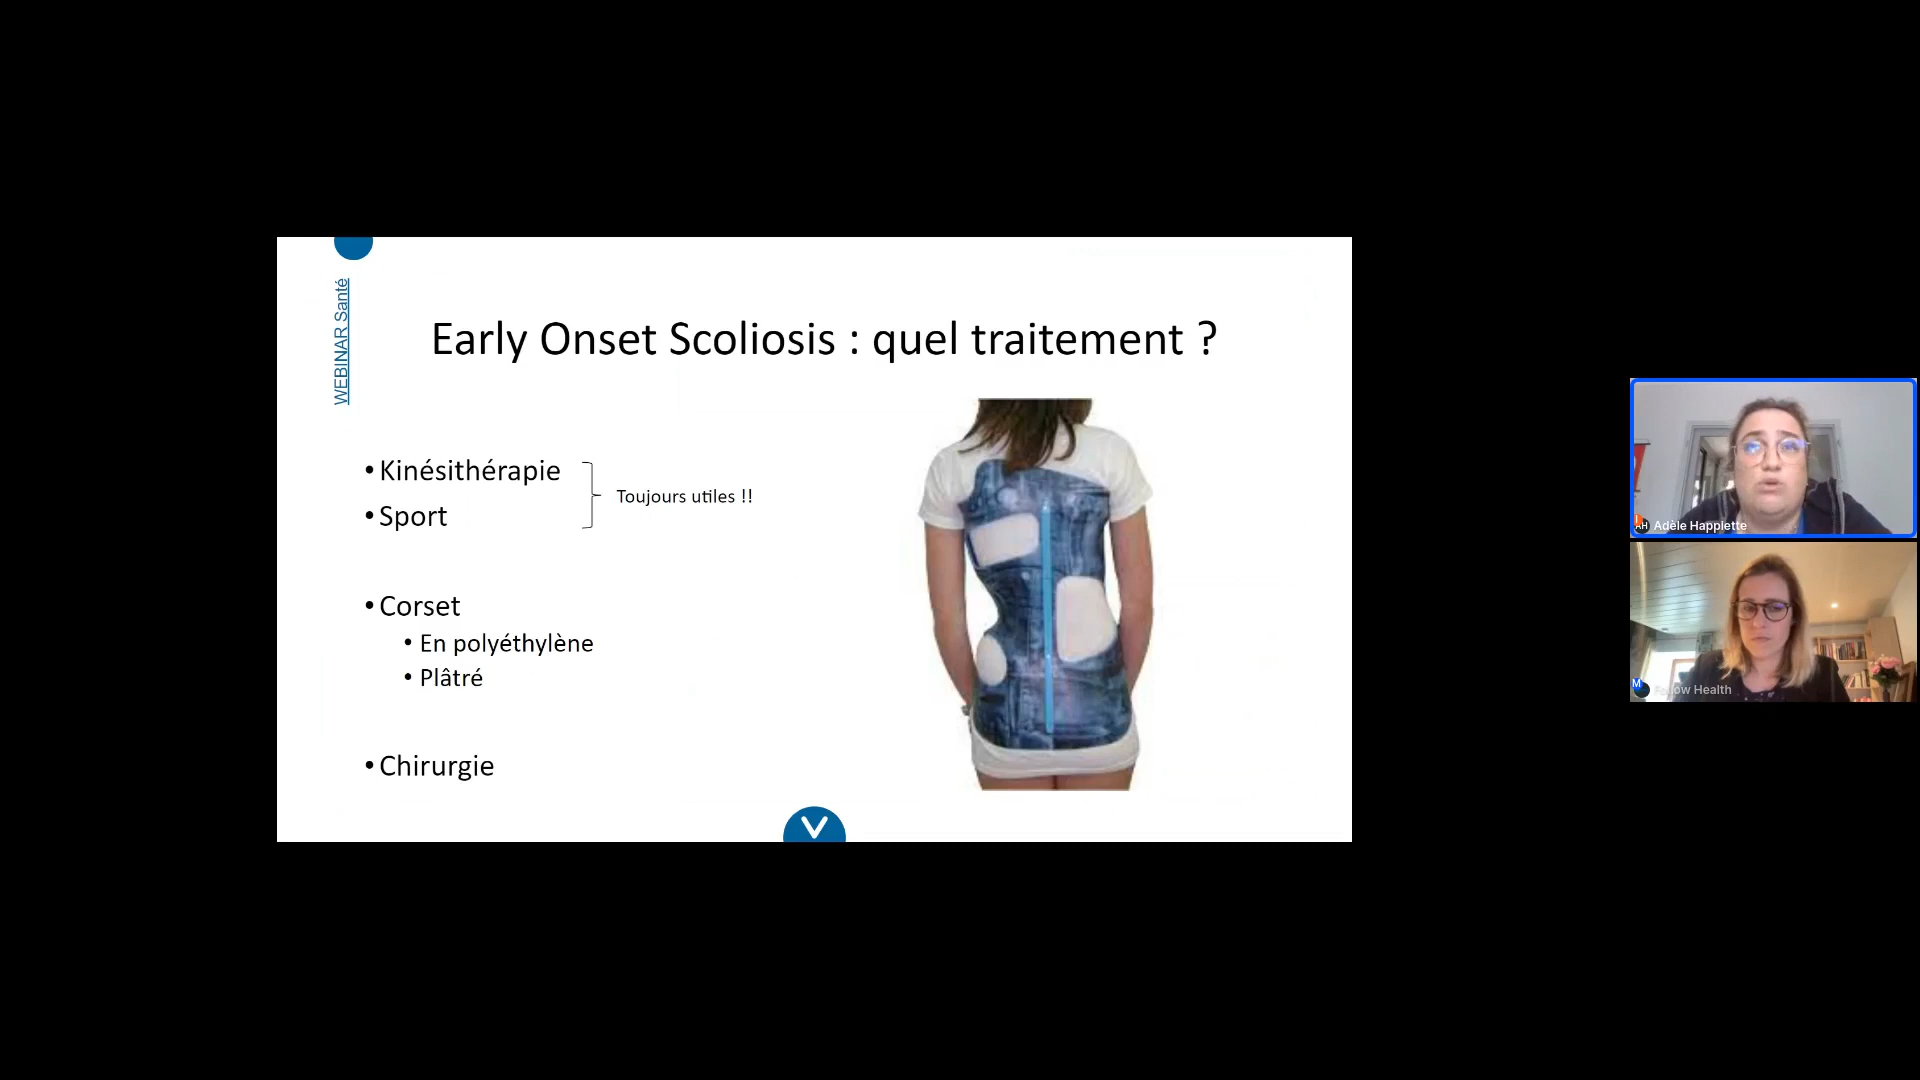 WEBINAR Santé
Early Onset Scoliosis : quel traitement ?
• Kinésithérapie
• Sport
Toujours utiles !!
• Corset
• En polyéthylène
• Plâtré
• Chirurgie
AH Adèle Happlette
M Follow Health